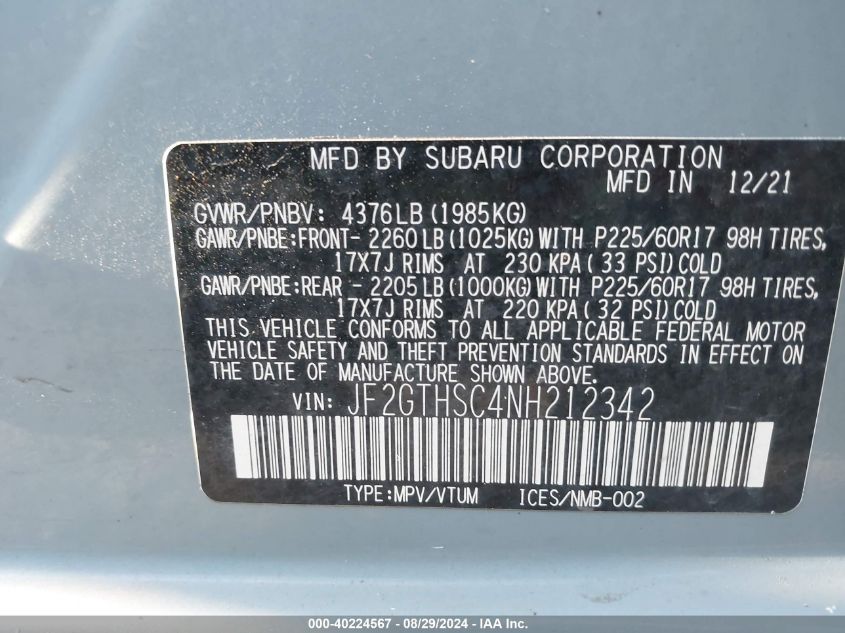 MFD BY SUBARU CORPORATION
MFD IN 12/21
GVWR/PNBV: 4376LB (1985KG)
GAWR/PNBE:FRONT- 2260 LB (1025KG) WITH P225/60R17 98H TIRES,
17X7J RIMS AT 230 KPA ( 33 PSI) COLD
GAWR/PNBE:REAR - 2205 LB (1000KG) WITH P225/60R17 98H TIRES,
17X7J RIMS AT 220 KPA ( 32 PSI) COLD
THIS VEHICLE CONFORMS TO ALL APPLICABLE FEDERAL MOTOR
VEHICLE SAFETY AND THEFT PREVENTION STANDARDS IN EFFECT ON
THE DATE OF MANUFACTURE SHOWN ABOVE.
VIN: JF2GTHSC4NH212342
TYPE:MPV/VTUM ICES/NMB-002
000-40224567 - 08/29/2024 - IAA Inc.